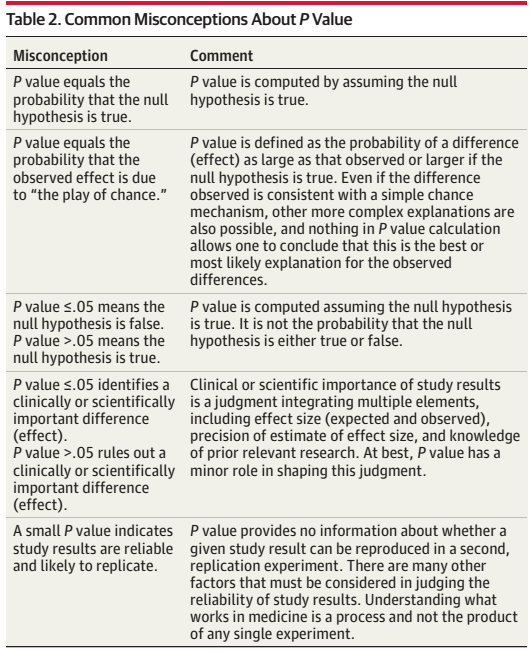 Table 2. Common Misconceptions About P Value
Misconception
Comment
P value equals the
probability that the null
hypothesis is true.
P value is computed by assuming the null
hypothesis is true.
P value equals the
probability that the
observed effect is due
to “the play of chance.”
P value is defined as the probability of a difference
(effect) as large as that observed or larger if the
null hypothesis is true. Even if the difference
observed is consistent with a simple chance
mechanism, other more complex explanations are
also possible, and nothing in P value calculation
allows one to conclude that this is the best or
most likely explanation for the observed
differences.
P value ≤.05 means the
null hypothesis is false.
P value >.05 means the
null hypothesis is true.
P value is computed assuming the null hypothesis
is true. It is not the probability that the null
hypothesis is either true or false.
P value ≤.05 identifies a
clinically or scientifically
important difference
(effect).
P value >.05 rules out a
clinically or scientifically
important difference
(effect).
Clinical or scientific importance of study results
is a judgment integrating multiple elements,
including effect size (expected and observed),
precision of estimate of effect size, and knowledge
of prior relevant research. At best, P value has a
minor role in shaping this judgment.
A small P value indicates
study results are reliable
and likely to replicate.
P value provides no information about whether a
given study result can be reproduced in a second,
replication experiment. There are many other
factors that must be considered in judging the
reliability of study results. Understanding what
works in medicine is a process and not the product
of any single experiment.